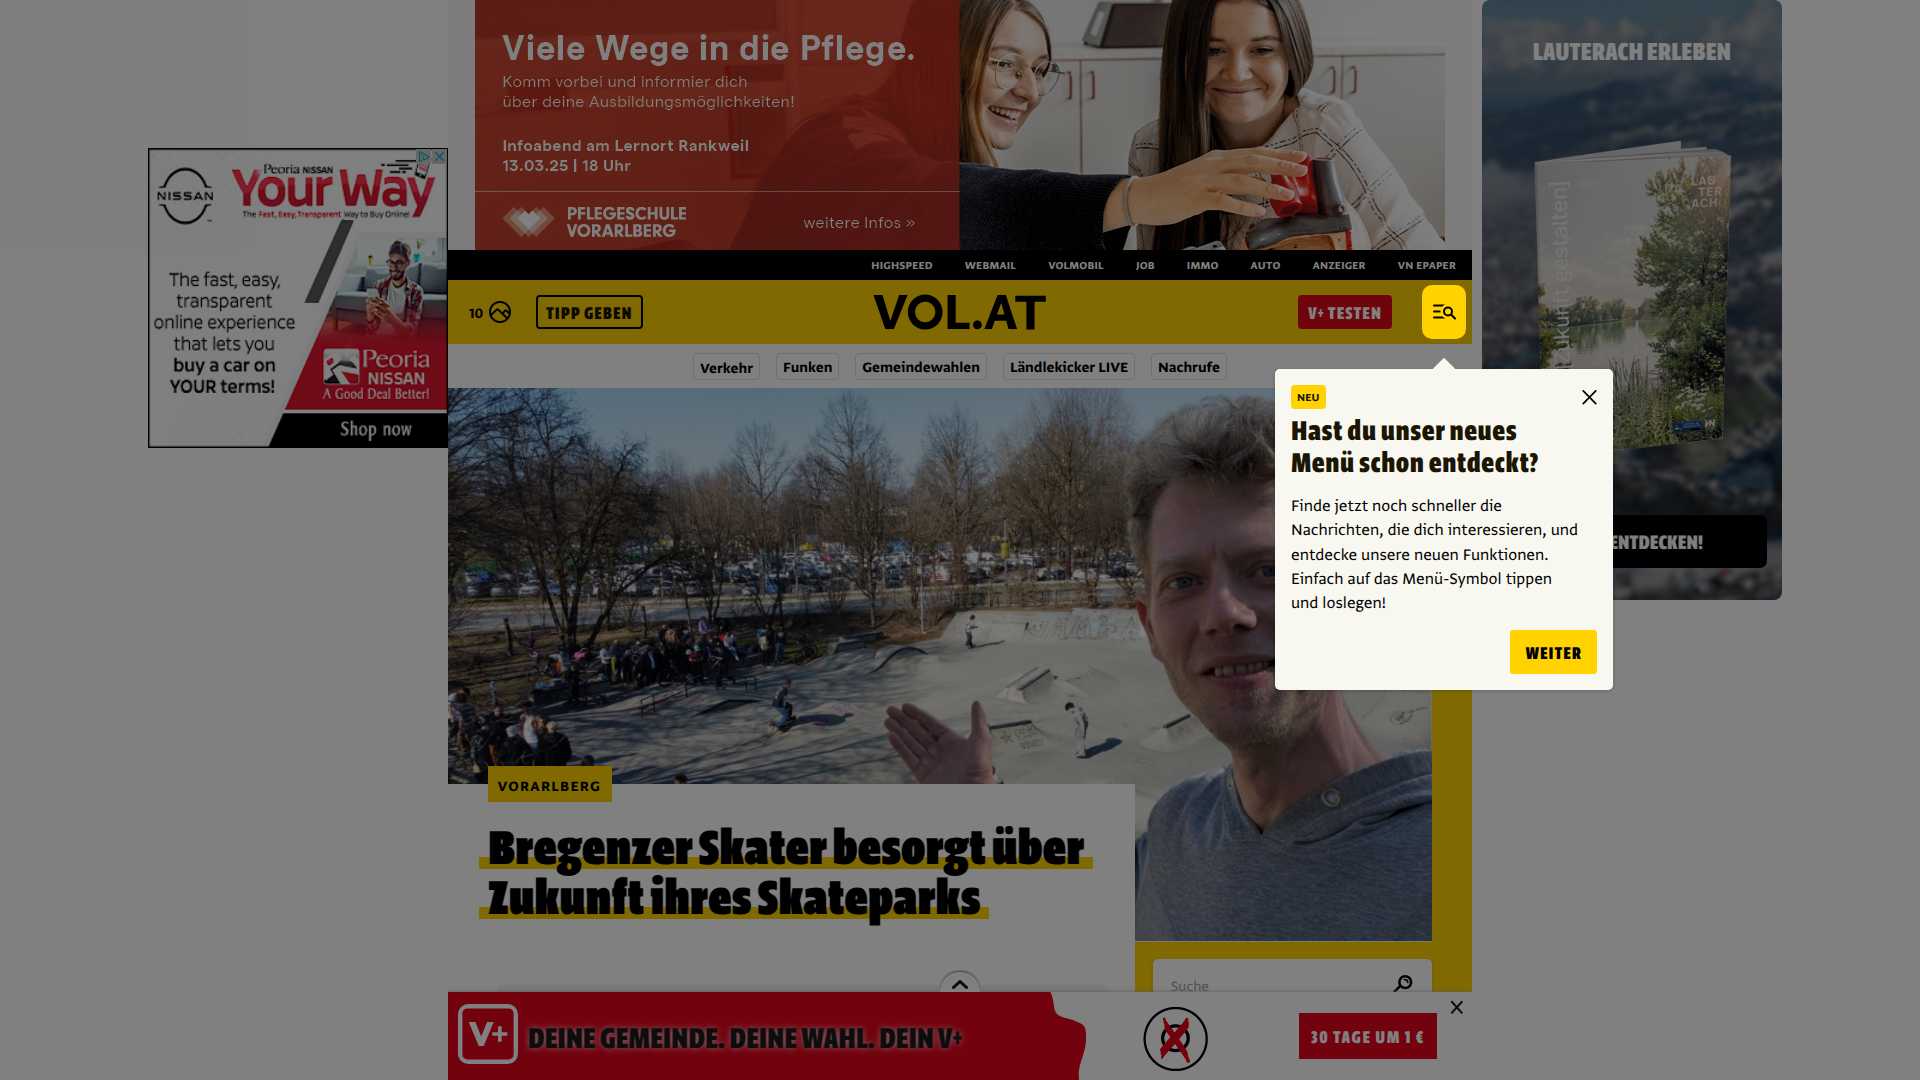 Viele Wege in die Pflege.
Komm vorbei und informier dich
über deine Ausbildungsmöglichkeiten!
Infoabend am Lernort Rankweil
13.03.25 | 18 Uhr
PFLEGESCHULE
VORARLBERG
weitere Infos »
LAUTERACH ERLEBEN
LAU
TER
ACH
[zukunft gestalten]
ENTDECKEN!
Peoria NISSAN
NISSAN
Your Way
The Fast, Easy, Transparent Way to Buy Online!
The fast, easy,
transparent
online experience
that lets you
buy a car on
YOUR terms!
Peoria
NISSAN
A Good Deal Better!
Shop now
HIGHSPEED WEBMAIL VOLMOBIL JOB IMMO AUTO ANZEIGER VN EPAPER
10 TIPP GEBEN VOL.AT V+ TESTEN
Verkehr Funken Gemeindewahlen Ländlekicker LIVE Nachrufe
NEU
Hast du unser neues
Menü schon entdeckt?
Finde jetzt noch schneller die
Nachrichten, die dich interessieren, und
entdecke unsere neuen Funktionen.
Einfach auf das Menü-Symbol tippen
und loslegen!
WEITER
VORARLBERG
Bregenzer Skater besorgt über
Zukunft ihres Skateparks
Suche
V+ DEINE GEMEINDE. DEINE WAHL. DEIN V+
30 TAGE UM 1 €